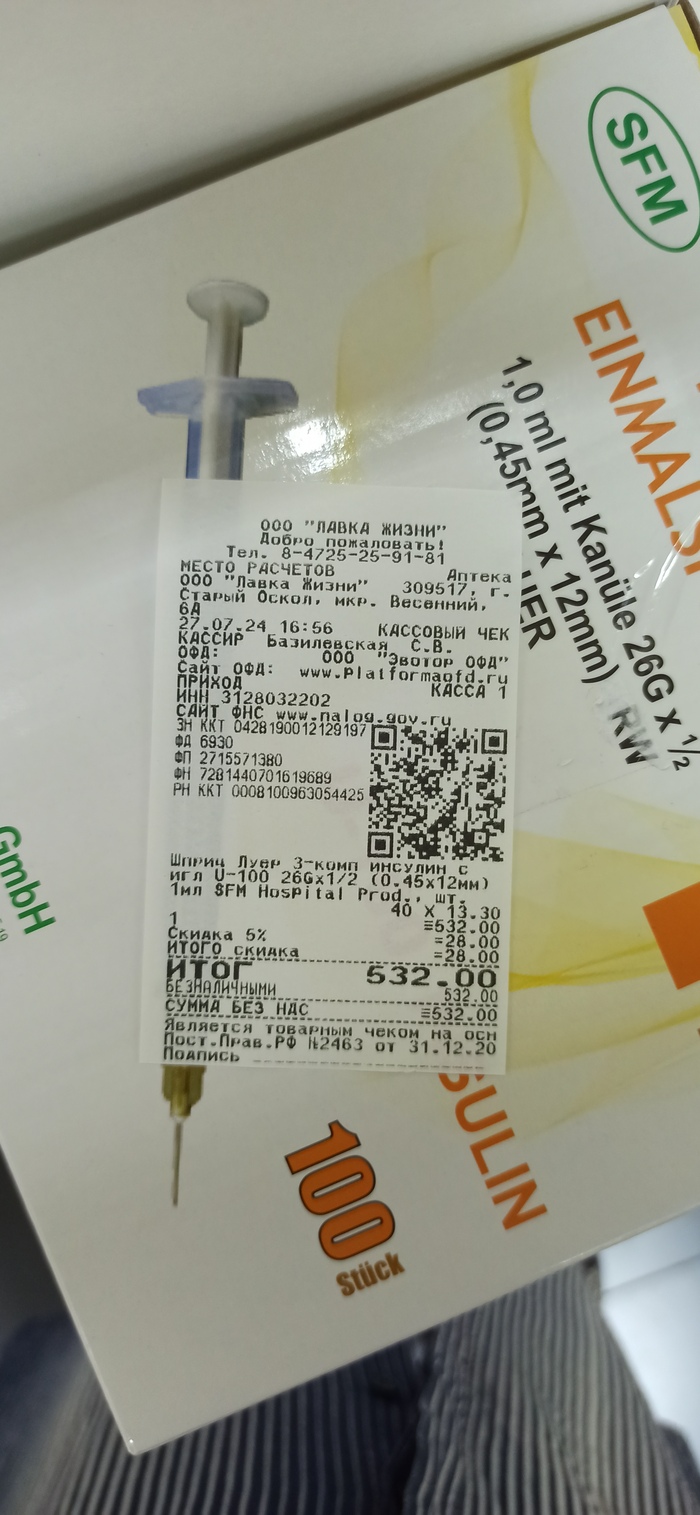 SFM
EINMALS
1,0 ml mit Kanüle 26G x ½
(0,45mm x 12mm)
UER
RW
ООО "ЛАВКА ЖИЗНИ"
Добро пожаловать!
Тел. 8-4725-25-91-81
МЕСТО РАСЧЕТОВ Аптека
ООО "Лавка Жизни" 309517, г.
Старый Оскол, мкр. Весенний,
6А
27.07.24 16:56 КАССОВЫЙ ЧЕК
КАССИР Базилевская С.В.
ОФД: ООО "Эвотор ОФД"
Сайт ОФД: www.platformaofd.ru
ПРИХОД КАССА 1
ИНН 3128032202
САЙТ ФНС www.nalog.gov.ru
ЗН ККТ 0428190012129197
ФД 6930
ФП 2715571380
ФН 7281440701619689
РН ККТ 0008100963054425
Шприц Луер 3-комп инсулин с
игл U-100 26Gx1/2 (0.45x12мм)
1мл SFM Hospital Prod., шт.
40 X 13.30
1 ≡532.00
Скидка 5% =28.00
ИТОГО скидка =28.00
ИТОГ 532.00
БЕЗНАЛИЧНЫМИ 532.00
СУММА БЕЗ НДС ≡532.00
Является товарным чеком на осн
Пост.Прав.РФ №2463 от 31.12.20
Подпись
GmbH
SULIN
100
Stück